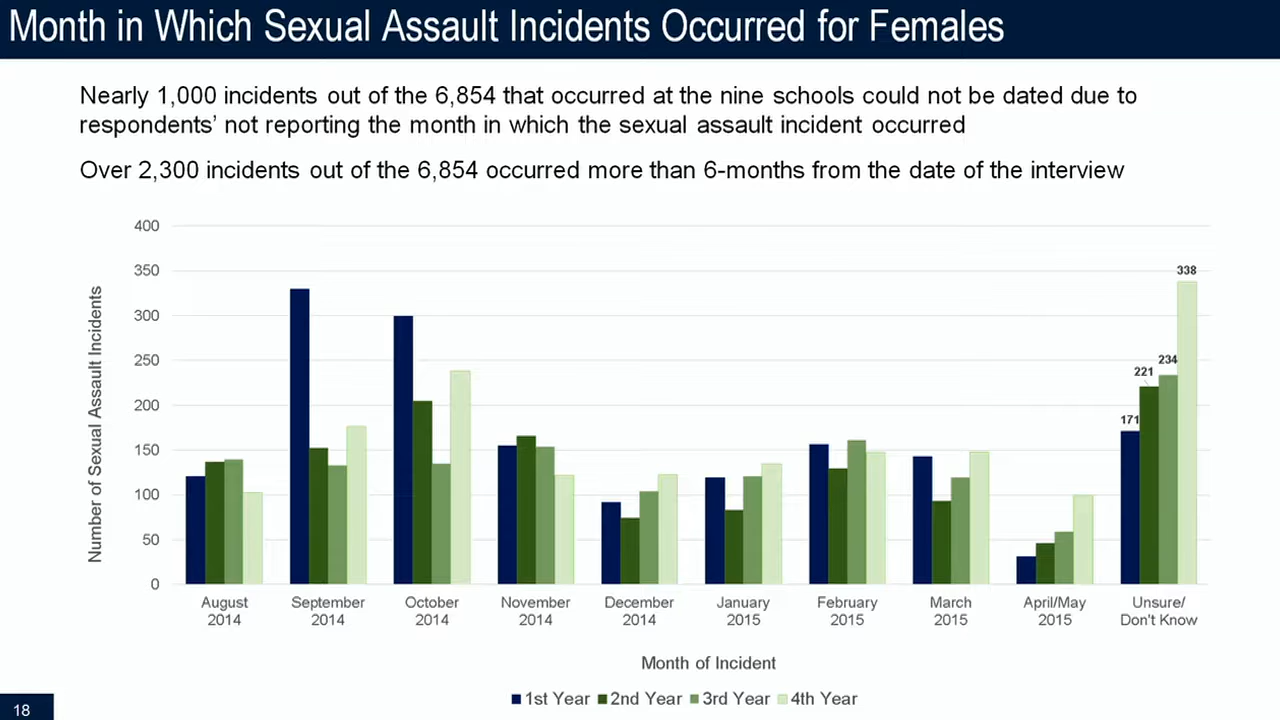 Month in Which Sexual Assault Incidents Occurred for Females
Nearly 1,000 incidents out of the 6,854 that occurred at the nine schools could not be dated due to
respondents’ not reporting the month in which the sexual assault incident occurred
Over 2,300 incidents out of the 6,854 occurred more than 6-months from the date of the interview
Number of Sexual Assault Incidents
400
350
300
250
200
150
100
50
0
171
221
234
338
August 2014
September 2014
October 2014
November 2014
December 2014
January 2015
February 2015
March 2015
April/May 2015
Unsure/ Don't Know
Month of Incident
1st Year 2nd Year 3rd Year 4th Year
18